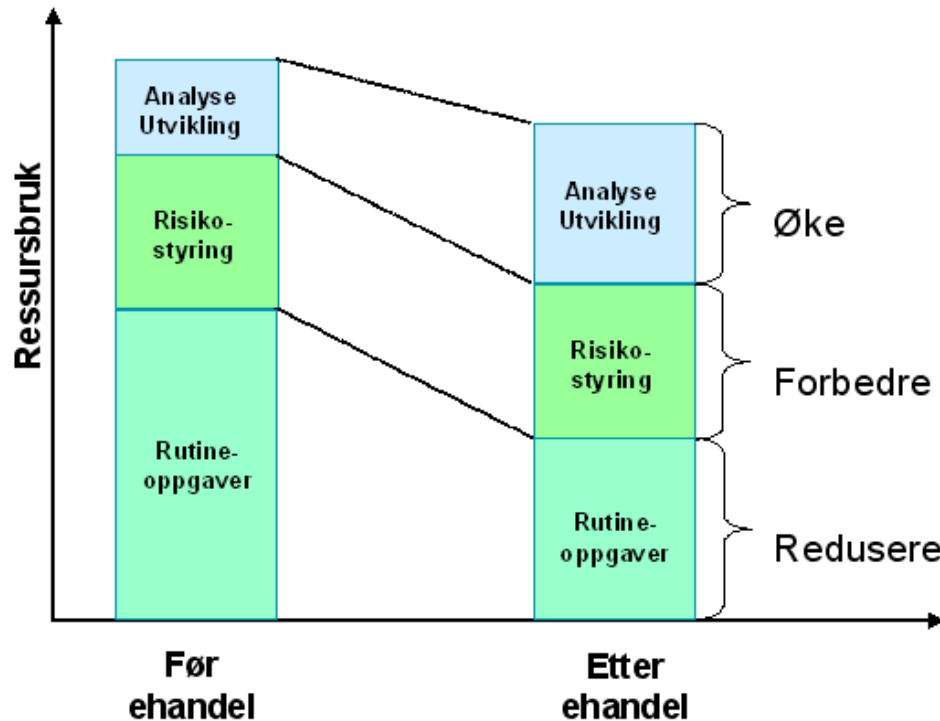 Ressursbruk
Analyse
Utvikling
Risiko-
styring
Rutine-
oppgaver
Før
ehandel
Analyse
Utvikling
Risiko-
styring
Rutine-
oppgaver
Etter
ehandel
Øke
Forbedre
Redusere